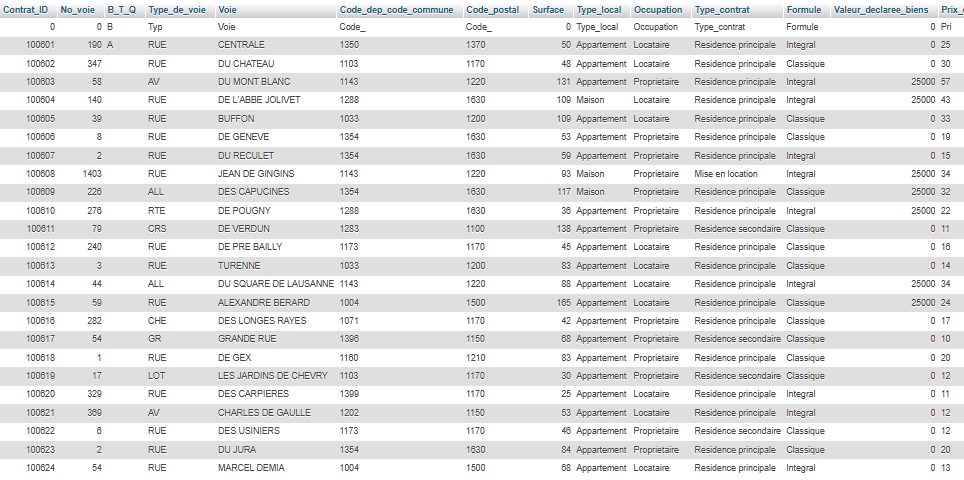 Contrat_ID No_voie B_T_Q Type_de_voie Voie Code_dep_code_commune Code_postal Surface Type_local Occupation Type_contrat Formule Valeur_declaree_biens Prix_
0 0 B Typ Voie Code_ Code_ 0 Type_local Occupation Type_contrat Formule 0 Pri
100601 190 A RUE CENTRALE 1350 1370 50 Appartement Locataire Residence principale Integral 0 25
100602 347 RUE DU CHATEAU 1103 1170 48 Appartement Locataire Residence principale Classique 0 30
100603 58 AV DU MONT BLANC 1143 1220 131 Appartement Proprietaire Residence principale Integral 25000 57
100604 140 RUE DE L'ABBE JOLIVET 1288 1630 109 Maison Locataire Residence principale Integral 25000 43
100605 39 RUE BUFFON 1033 1200 109 Appartement Locataire Residence principale Classique 0 33
100606 8 RUE DE GENEVE 1354 1630 53 Appartement Proprietaire Residence principale Classique 0 19
100607 2 RUE DU RECULET 1354 1630 59 Appartement Proprietaire Residence principale Integral 0 15
100608 1403 RUE JEAN DE GINGINS 1143 1220 93 Maison Proprietaire Mise en location Integral 25000 34
100609 226 ALL DES CAPUCINES 1354 1630 117 Maison Proprietaire Residence principale Classique 25000 32
100610 276 RTE DE POUGNY 1288 1630 36 Appartement Proprietaire Residence principale Integral 25000 22
100611 79 CRS DE VERDUN 1283 1100 138 Appartement Proprietaire Residence secondaire Classique 0 11
100612 240 RUE DE PRE BAILLY 1173 1170 45 Appartement Locataire Residence principale Classique 0 16
100613 3 RUE TURENNE 1033 1200 83 Appartement Locataire Residence principale Classique 0 14
100614 44 ALL DU SQUARE DE LAUSANNE 1143 1220 88 Appartement Locataire Residence principale Integral 25000 34
100615 59 RUE ALEXANDRE BERARD 1004 1500 165 Appartement Locataire Residence principale Classique 25000 24
100616 282 CHE DES LONGES RAYES 1071 1170 42 Appartement Proprietaire Residence principale Classique 0 17
100617 54 GR GRANDE RUE 1396 1150 68 Appartement Proprietaire Residence secondaire Classique 0 10
100618 1 RUE DE GEX 1160 1210 83 Appartement Proprietaire Residence principale Classique 0 20
100619 17 LOT LES JARDINS DE CHEVRY 1103 1170 30 Appartement Proprietaire Residence secondaire Classique 0 12
100620 329 RUE DES CARPIERES 1399 1170 25 Appartement Locataire Residence principale Integral 0 11
100621 369 AV CHARLES DE GAULLE 1202 1150 53 Appartement Locataire Residence principale Integral 0 12
100622 6 RUE DES USINIERS 1173 1170 46 Appartement Proprietaire Residence secondaire Classique 0 12
100623 2 RUE DU JURA 1354 1630 84 Appartement Proprietaire Residence principale Classique 0 20
100624 54 RUE MARCEL DEMIA 1004 1500 68 Appartement Locataire Residence principale Integral 0 13